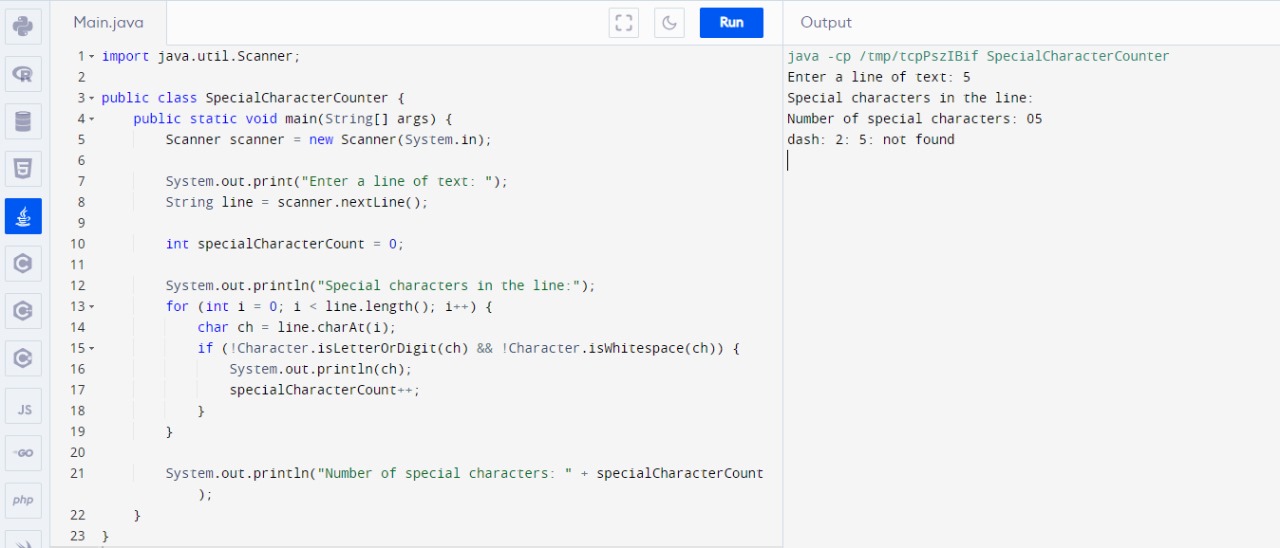 Main.java
Run
Output
1 import java.util.Scanner;
2
3 public class SpecialCharacterCounter {
4 public static void main(String[] args) {
5 Scanner scanner = new Scanner(System.in);
6
7 System.out.print("Enter a line of text: ");
8 String line = scanner.nextLine();
9
10 int specialCharacterCount = 0;
11
12 System.out.println("Special characters in the line:");
13 for (int i = 0; i < line.length(); i++) {
14 char ch = line.charAt(i);
15 if (!Character.isLetterOrDigit(ch) && !Character.isWhitespace(ch)) {
16 System.out.println(ch);
17 specialCharacterCount++;
18 }
19 }
20
21 System.out.println("Number of special characters: " + specialCharacterCount
);
22 }
23 }
java -cp /tmp/tcpPszIBif SpecialCharacterCounter
Enter a line of text: 5
Special characters in the line:
Number of special characters: 05
dash: 2: 5: not found
R
5
C
C
C
JS
GO
php